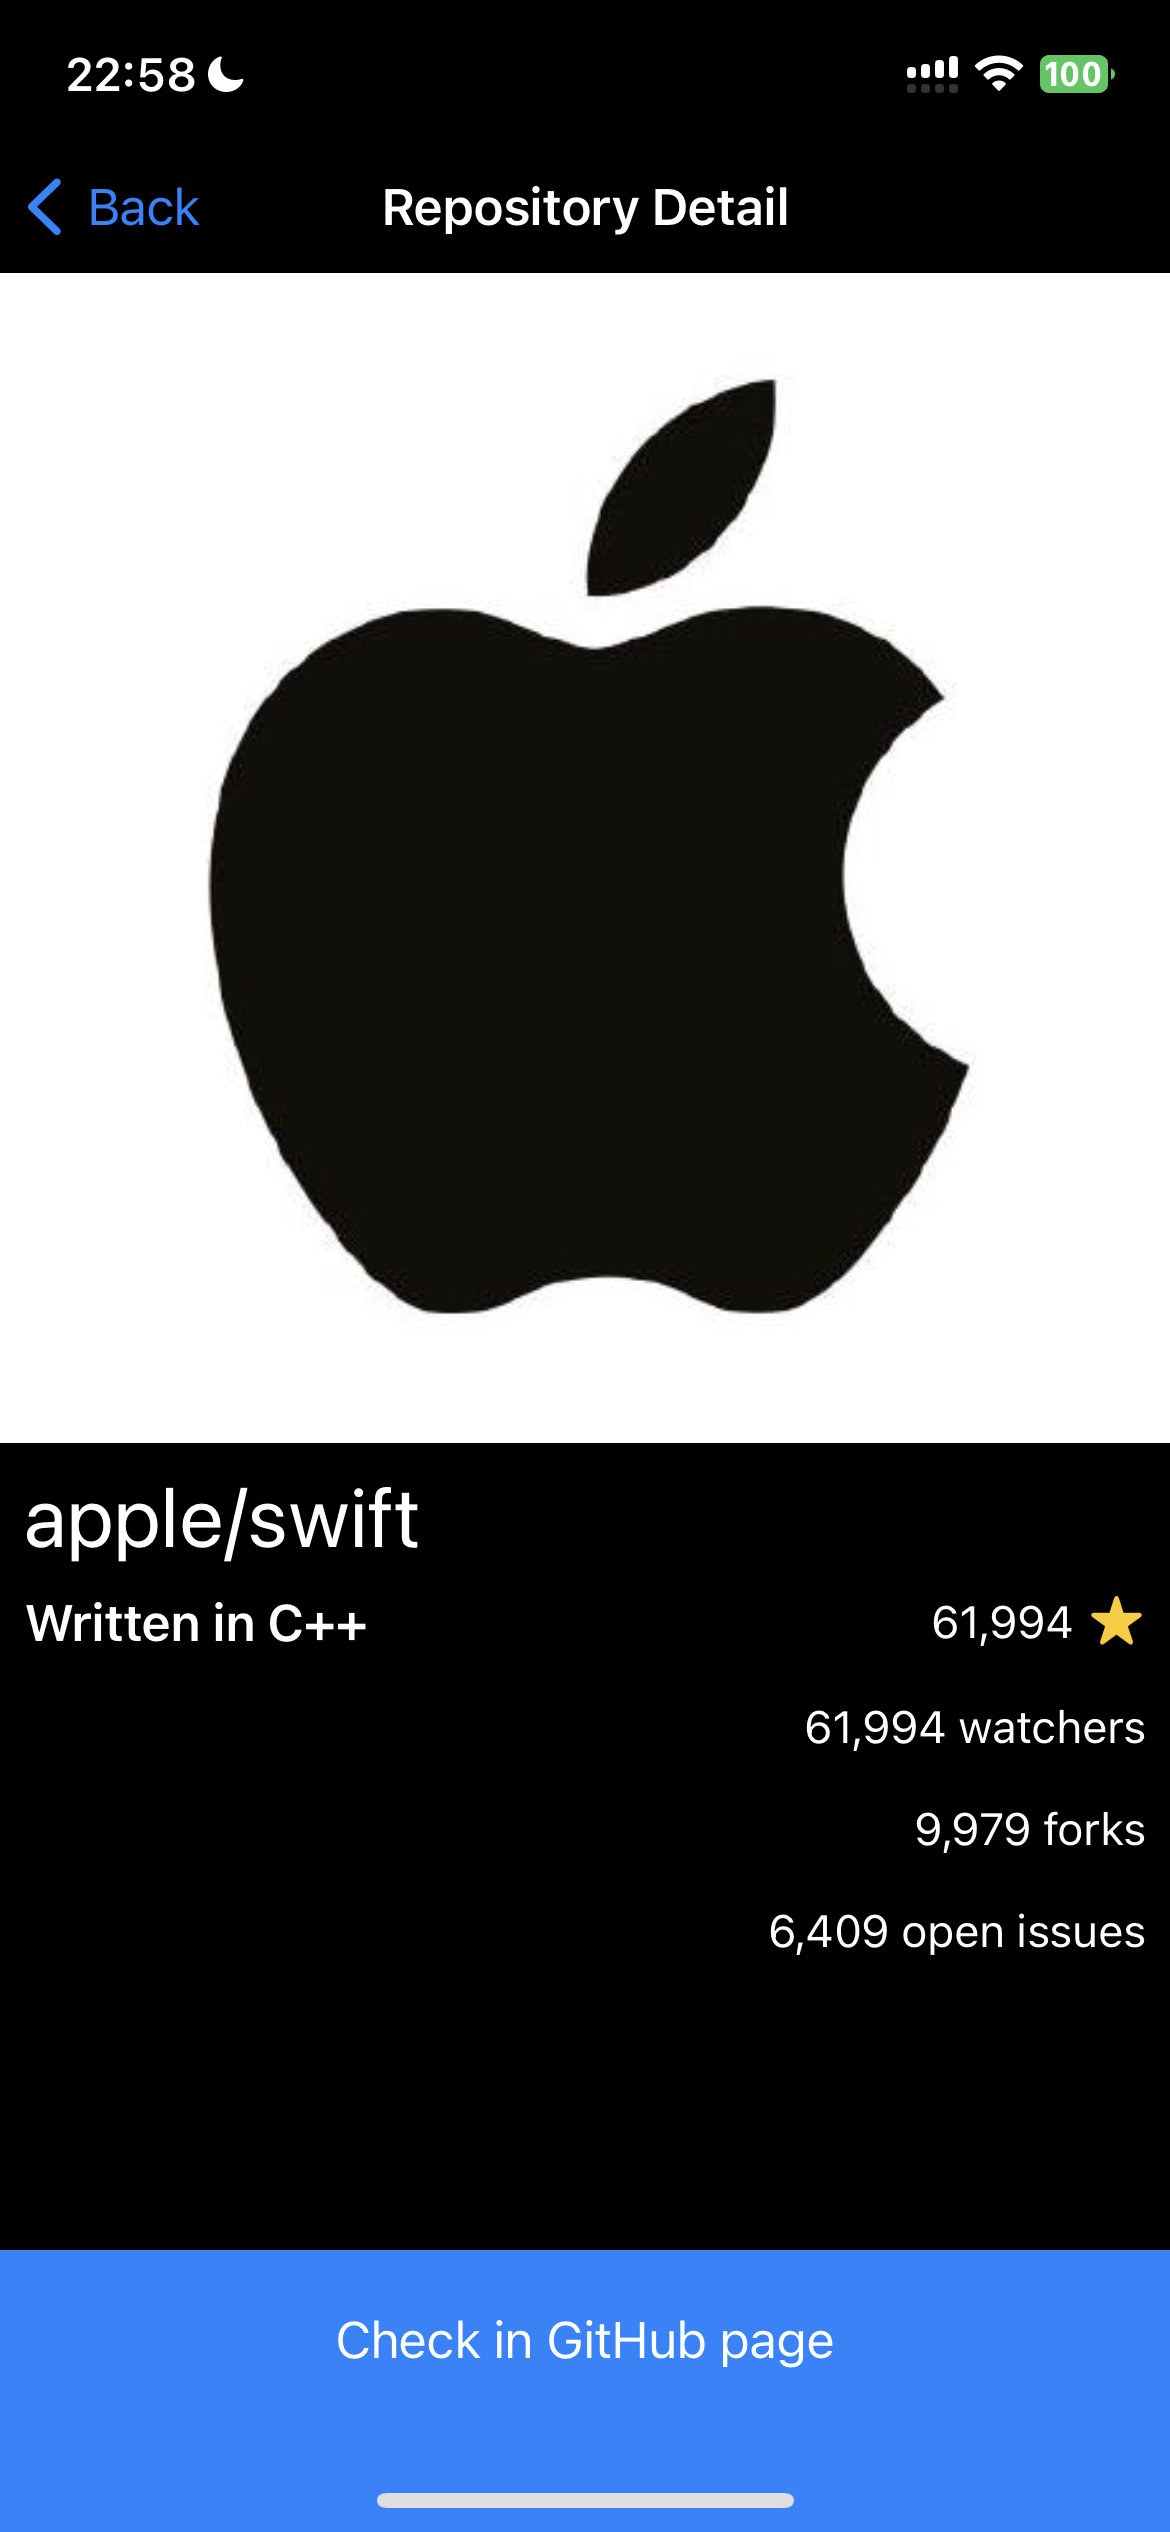 22:58
100
Back
Repository Detail
apple/swift
Written in C++
61,994
61,994 watchers
9,979 forks
6,409 open issues
Check in GitHub page